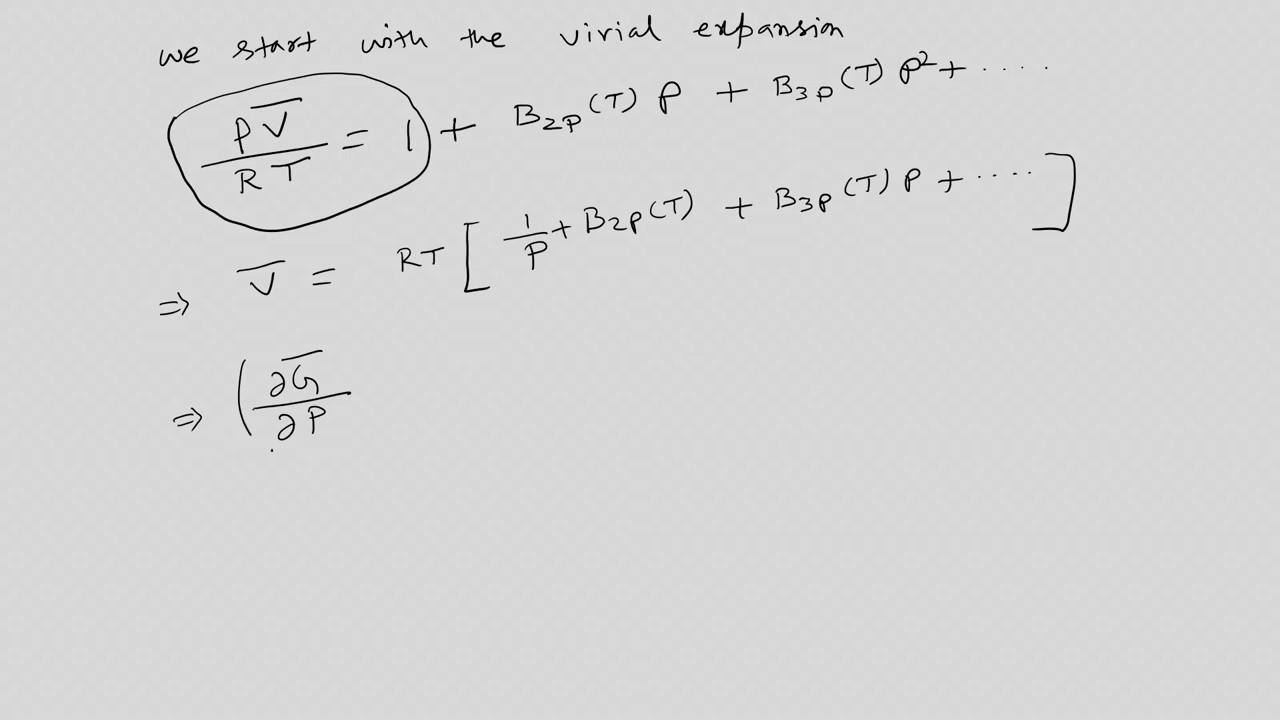 we start with the virial expansion
PV̅/RT = 1 + B₂P(T) P + B₃P(T) P² + ....
⇒ V̅ = RT [ 1/P + B₂P(T) + B₃P(T) P + .... ]
⇒ (∂G̅/∂P